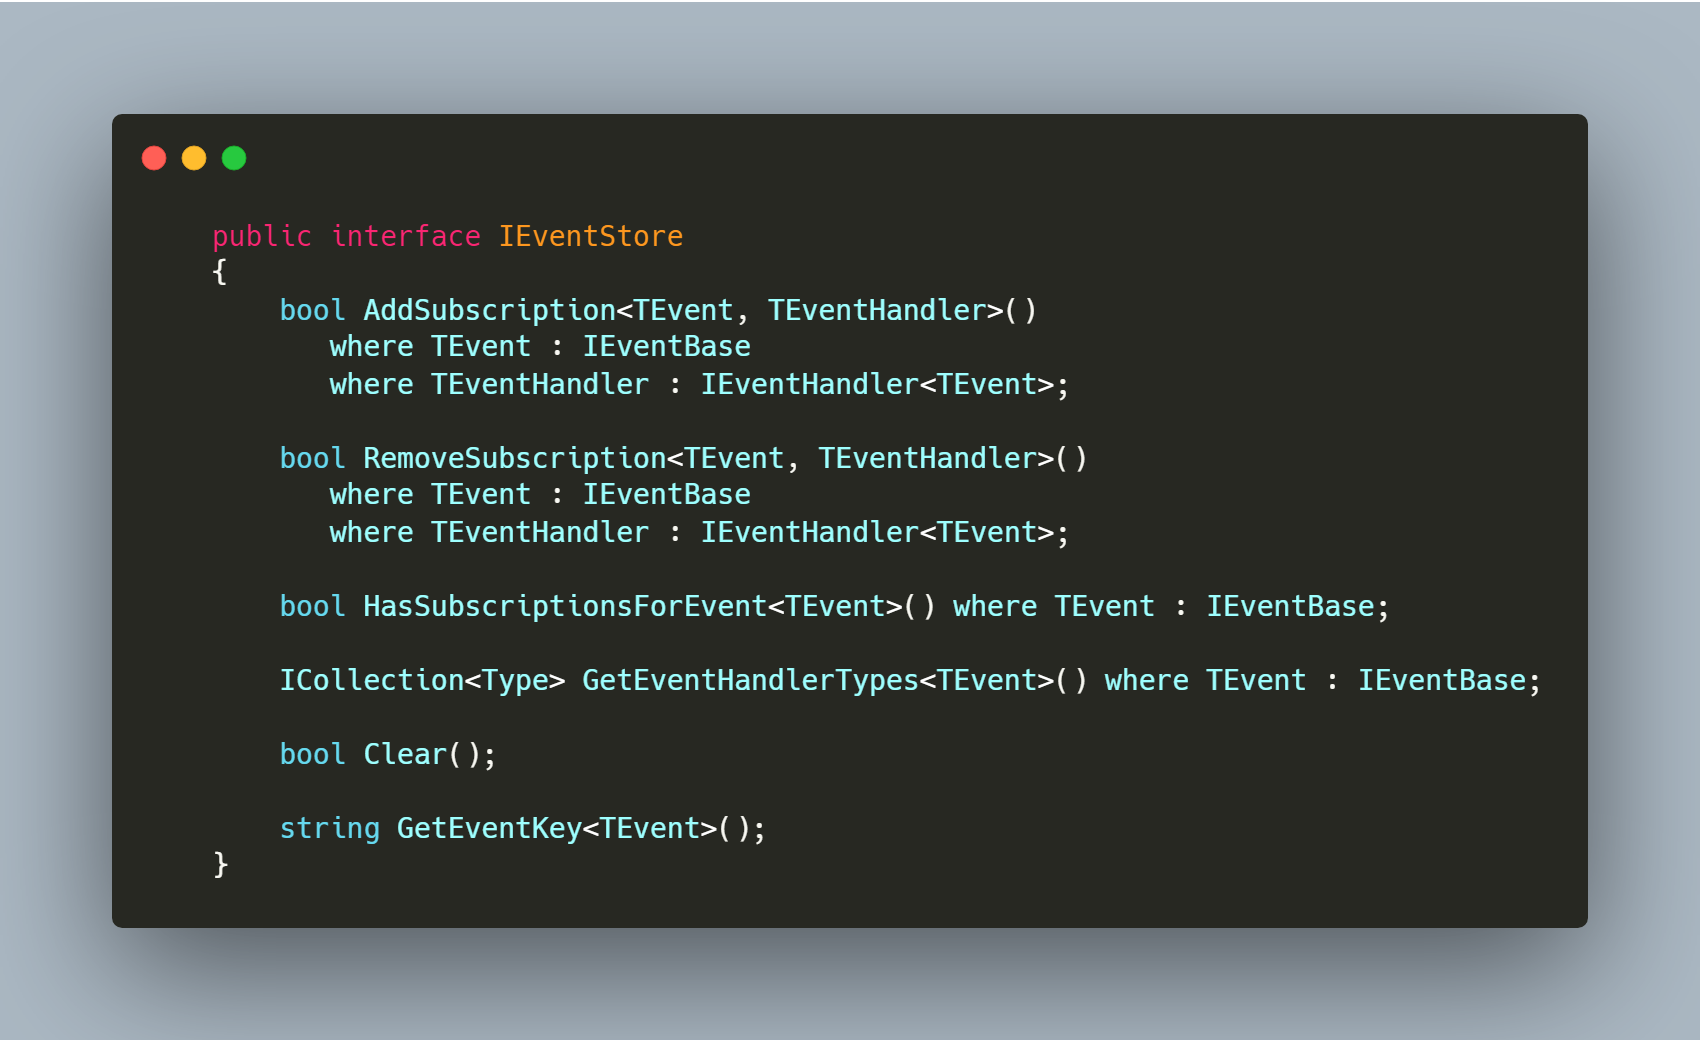 public interface IEventStore
{
bool AddSubscription<TEvent, TEventHandler>()
where TEvent : IEventBase
where TEventHandler : IEventHandler<TEvent>;
bool RemoveSubscription<TEvent, TEventHandler>()
where TEvent : IEventBase
where TEventHandler : IEventHandler<TEvent>;
bool HasSubscriptionsForEvent<TEvent>() where TEvent : IEventBase;
ICollection<Type> GetEventHandlerTypes<TEvent>() where TEvent : IEventBase;
bool Clear();
string GetEventKey<TEvent>();
}